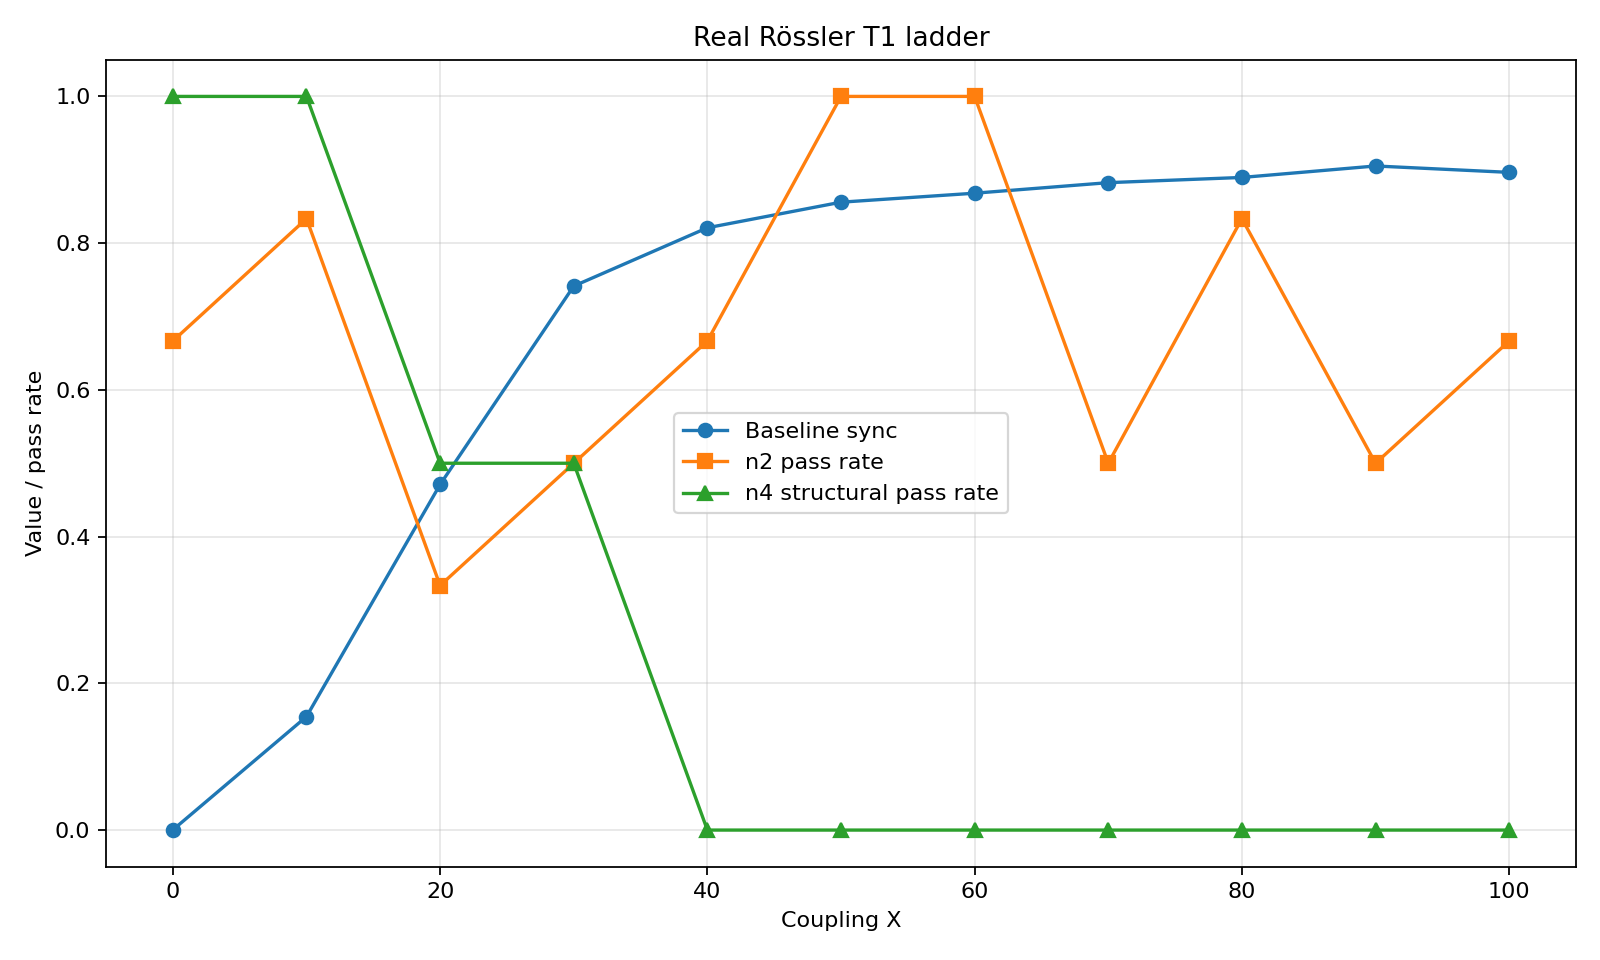 Real Rössler T1 ladder
Value / pass rate
1.0
0.8
0.6
0.4
0.2
0.0
Baseline sync
n2 pass rate
n4 structural pass rate
0 20 40 60 80 100
Coupling X